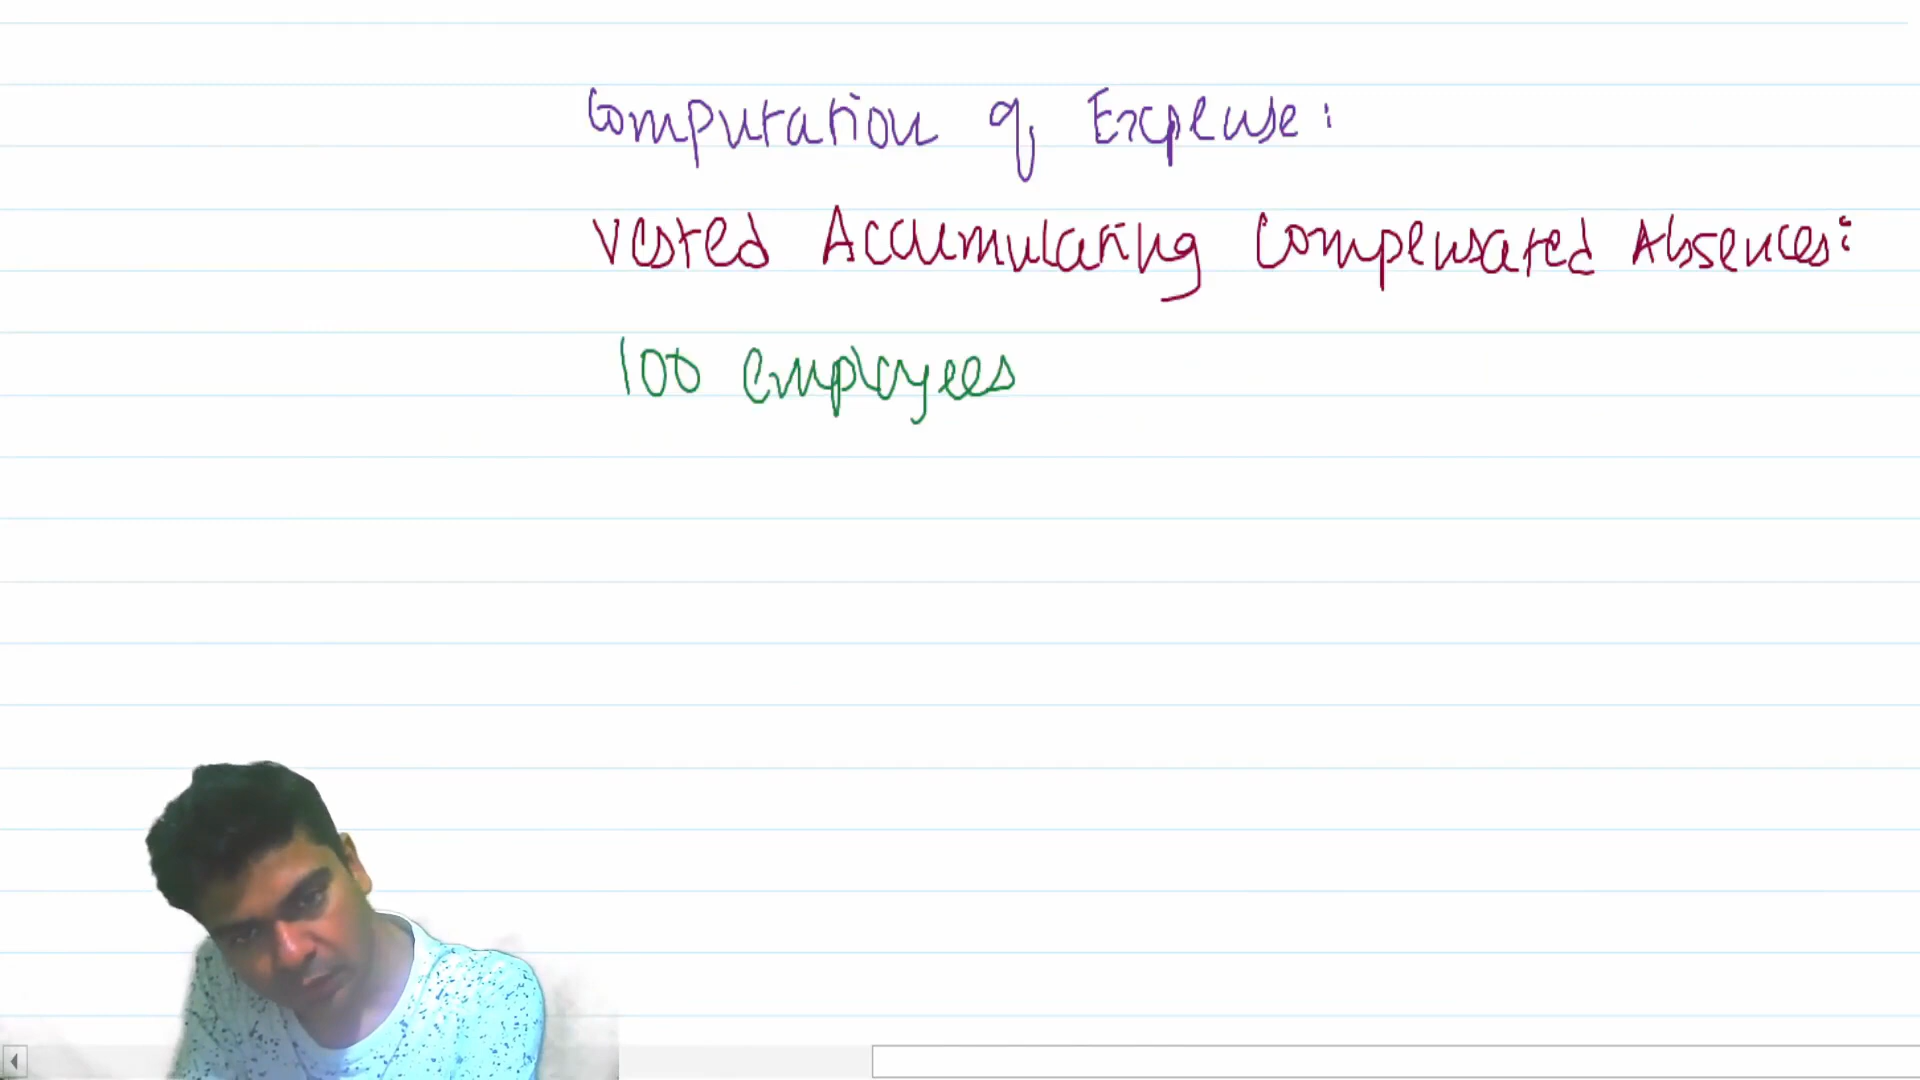 Computation of Expense:
Vested Accumulating Compensated Absences:
100 employees